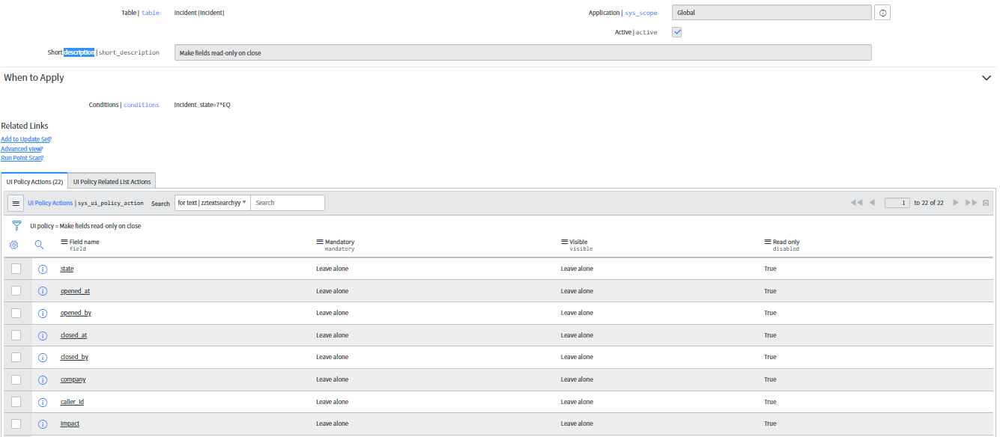 Table | table Incident [Incident] Application | sys_scope Global
Active | active
Short description | short_description Make fields read-only on close
When to Apply
Conditions | conditions Incident_state=7^EQ
Related Links
Add to Update Set?
Advanced view?
Run Point Scan?
UI Policy Actions (22) UI Policy Related List Actions
UI Policy Actions | sys_ui_policy_action Search for text | zztextsearchyy Search 1 to 22 of 22
UI policy = Make fields read-only on close
Field name Mandatory Visible Read only
field mandatory visible disabled
state Leave alone Leave alone True
opened_at Leave alone Leave alone True
opened_by Leave alone Leave alone True
closed_at Leave alone Leave alone True
closed_by Leave alone Leave alone True
company Leave alone Leave alone True
caller_id Leave alone Leave alone True
Impact Leave alone Leave alone True